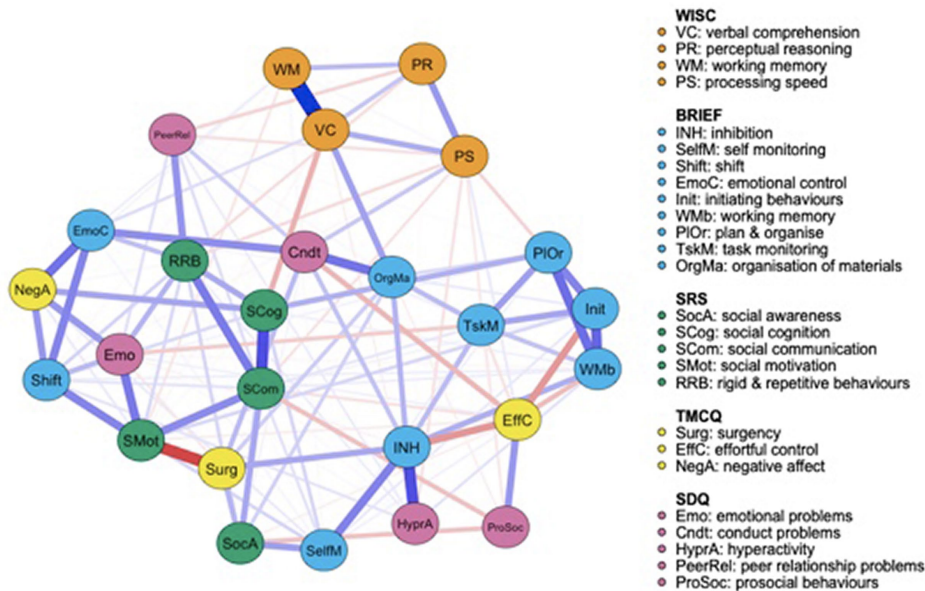 WM
PR
VC
PS
PeerRel
EmoC
RRB
Cndt
OrgMa
PlOr
NegA
SCog
TskM
Init
Emo
Shift
SCom
WMb
SMot
Surg
INH
EffC
HyprA
ProSoc
SocA
SelfM
WISC
VC: verbal comprehension
PR: perceptual reasoning
WM: working memory
PS: processing speed
BRIEF
INH: inhibition
SelfM: self monitoring
Shift: shift
EmoC: emotional control
Init: initiating behaviours
WMb: working memory
PlOr: plan & organise
TskM: task monitoring
OrgMa: organisation of materials
SRS
SocA: social awareness
SCog: social cognition
SCom: social communication
SMot: social motivation
RRB: rigid & repetitive behaviours
TMCQ
Surg: surgency
EffC: effortful control
NegA: negative affect
SDQ
Emo: emotional problems
Cndt: conduct problems
HyprA: hyperactivity
PeerRel: peer relationship problems
ProSoc: prosocial behaviours